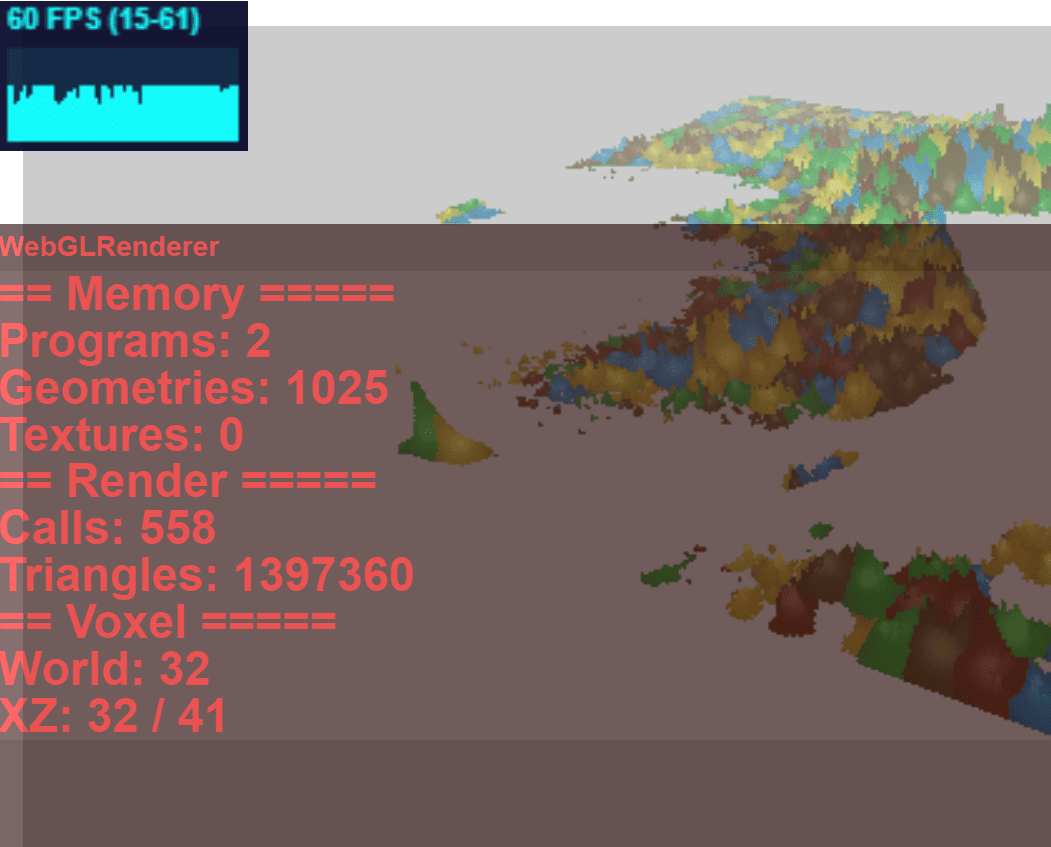 60 FPS (15-61)
WebGLRenderer
== Memory =====
Programs: 2
Geometries: 1025
Textures: 0
== Render =====
Calls: 558
Triangles: 1397360
== Voxel =====
World: 32
XZ: 32 / 41